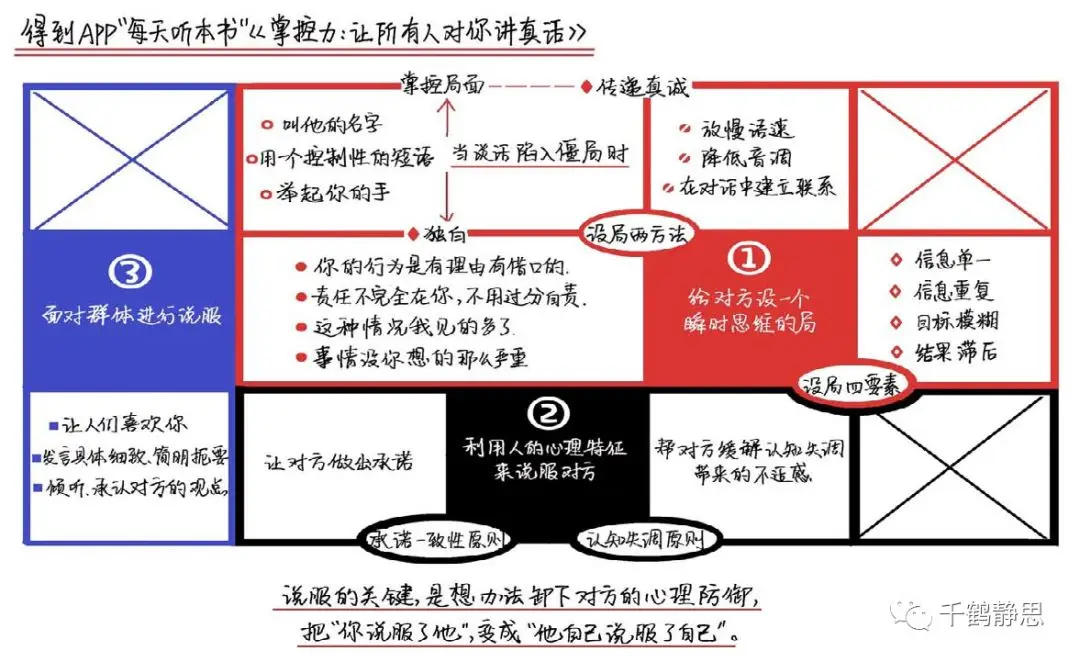 得到APP"每天听本书"《掌控力:让所有人对你讲真话》
掌控局面
传递真诚
叫他的名字
用一个控制性的短语
举起你的手
当谈话陷入僵局时
放慢语速
降低音调
在对话中建立联系
独白
设局两方法
你的行为是有理由有借口的.
责任不完全在你,不用过分自责.
这种情况我见的多了.
事情没你想的那么严重
①
给对方设一个
瞬时思维的局
信息单一
信息重复
目标模糊
结果滞后
设局四要素
②
利用人的心理特征
来说服对方
让对方做出承诺
帮对方缓解认知失调
带来的不适感
承诺一致性原则
认知失调原则
③
面对群体进行说服
让人们喜欢你
发言具体细致、简明扼要
倾听、承认对方的观点
说服的关键,是想办法卸下对方的心理防御,
把"你说服了他",变成"他自己说服了自己"。
千鹤静思